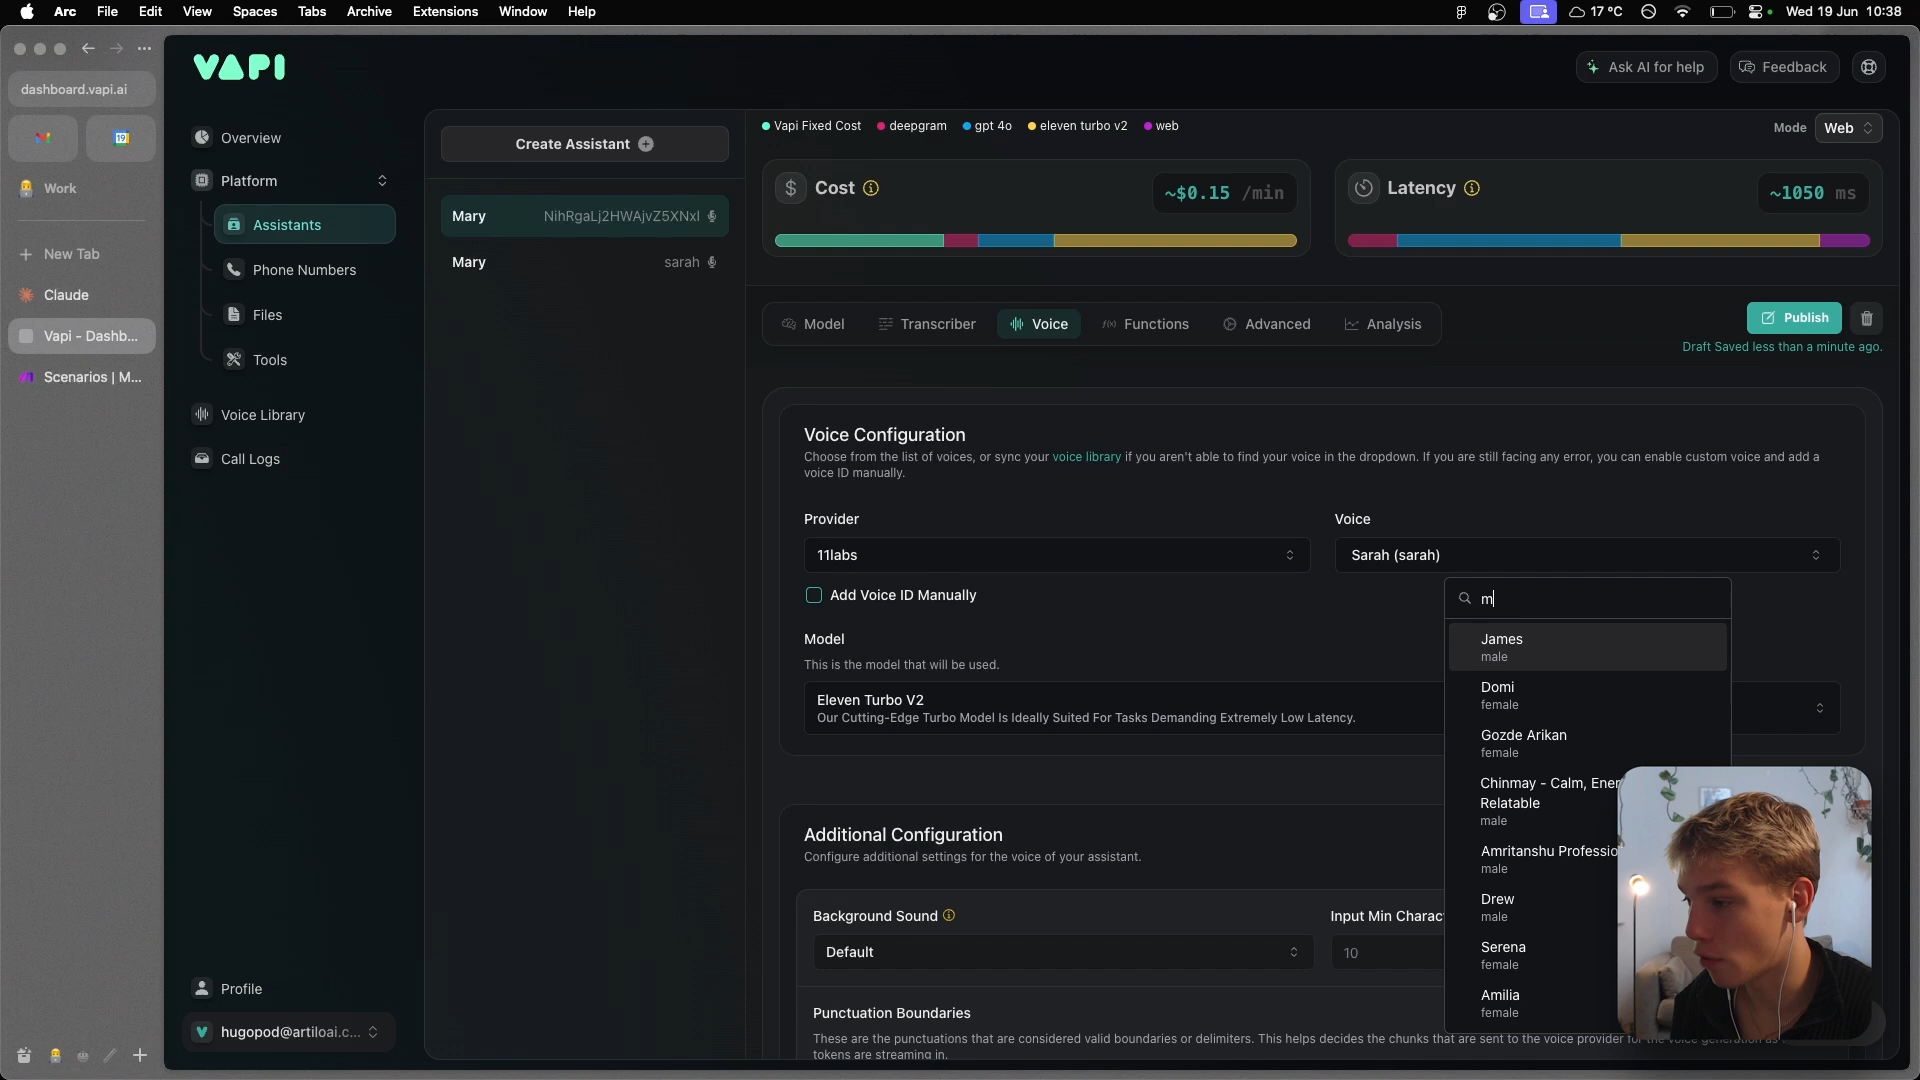 Arc File Edit View Spaces Tabs Archive Extensions Window Help
17 °C Wed 19 Jun 10:38
dashboard.vapi.ai
19
Work
New Tab
Claude
Vapi - Dashb...
Scenarios | M...
VAPI
Ask AI for help
Feedback
Overview
Platform
Assistants
Phone Numbers
Files
Tools
Voice Library
Call Logs
Profile
hugopod@artiloai.c...
Create Assistant
Mary NihRgaLj2HWAjvZ5XNxl
Mary sarah
Vapi Fixed Cost deepgram gpt 4o eleven turbo v2 web
Mode Web
$ Cost ~$0.15 /min
Latency ~1050 ms
Model Transcriber Voice Functions Advanced Analysis
Publish
Draft Saved less than a minute ago.
Voice Configuration
Choose from the list of voices, or sync your voice library if you aren't able to find your voice in the dropdown. If you are still facing any error, you can enable custom voice and add a
voice ID manually.
Provider
11labs
Add Voice ID Manually
Voice
Sarah (sarah)
m
James
male
Domi
female
Gozde Arikan
female
Chinmay - Calm, Ener
Relatable
male
Amritanshu Professio
male
Drew
male
Serena
female
Amilia
female
Model
This is the model that will be used.
Eleven Turbo V2
Our Cutting-Edge Turbo Model Is Ideally Suited For Tasks Demanding Extremely Low Latency.
Additional Configuration
Configure additional settings for the voice of your assistant.
Background Sound
Default
Input Min Charac
10
Punctuation Boundaries
These are the punctuations that are considered valid boundaries or delimiters. This helps decides the chunks that are sent to the voice provider for the voice generation as
tokens are streaming in.